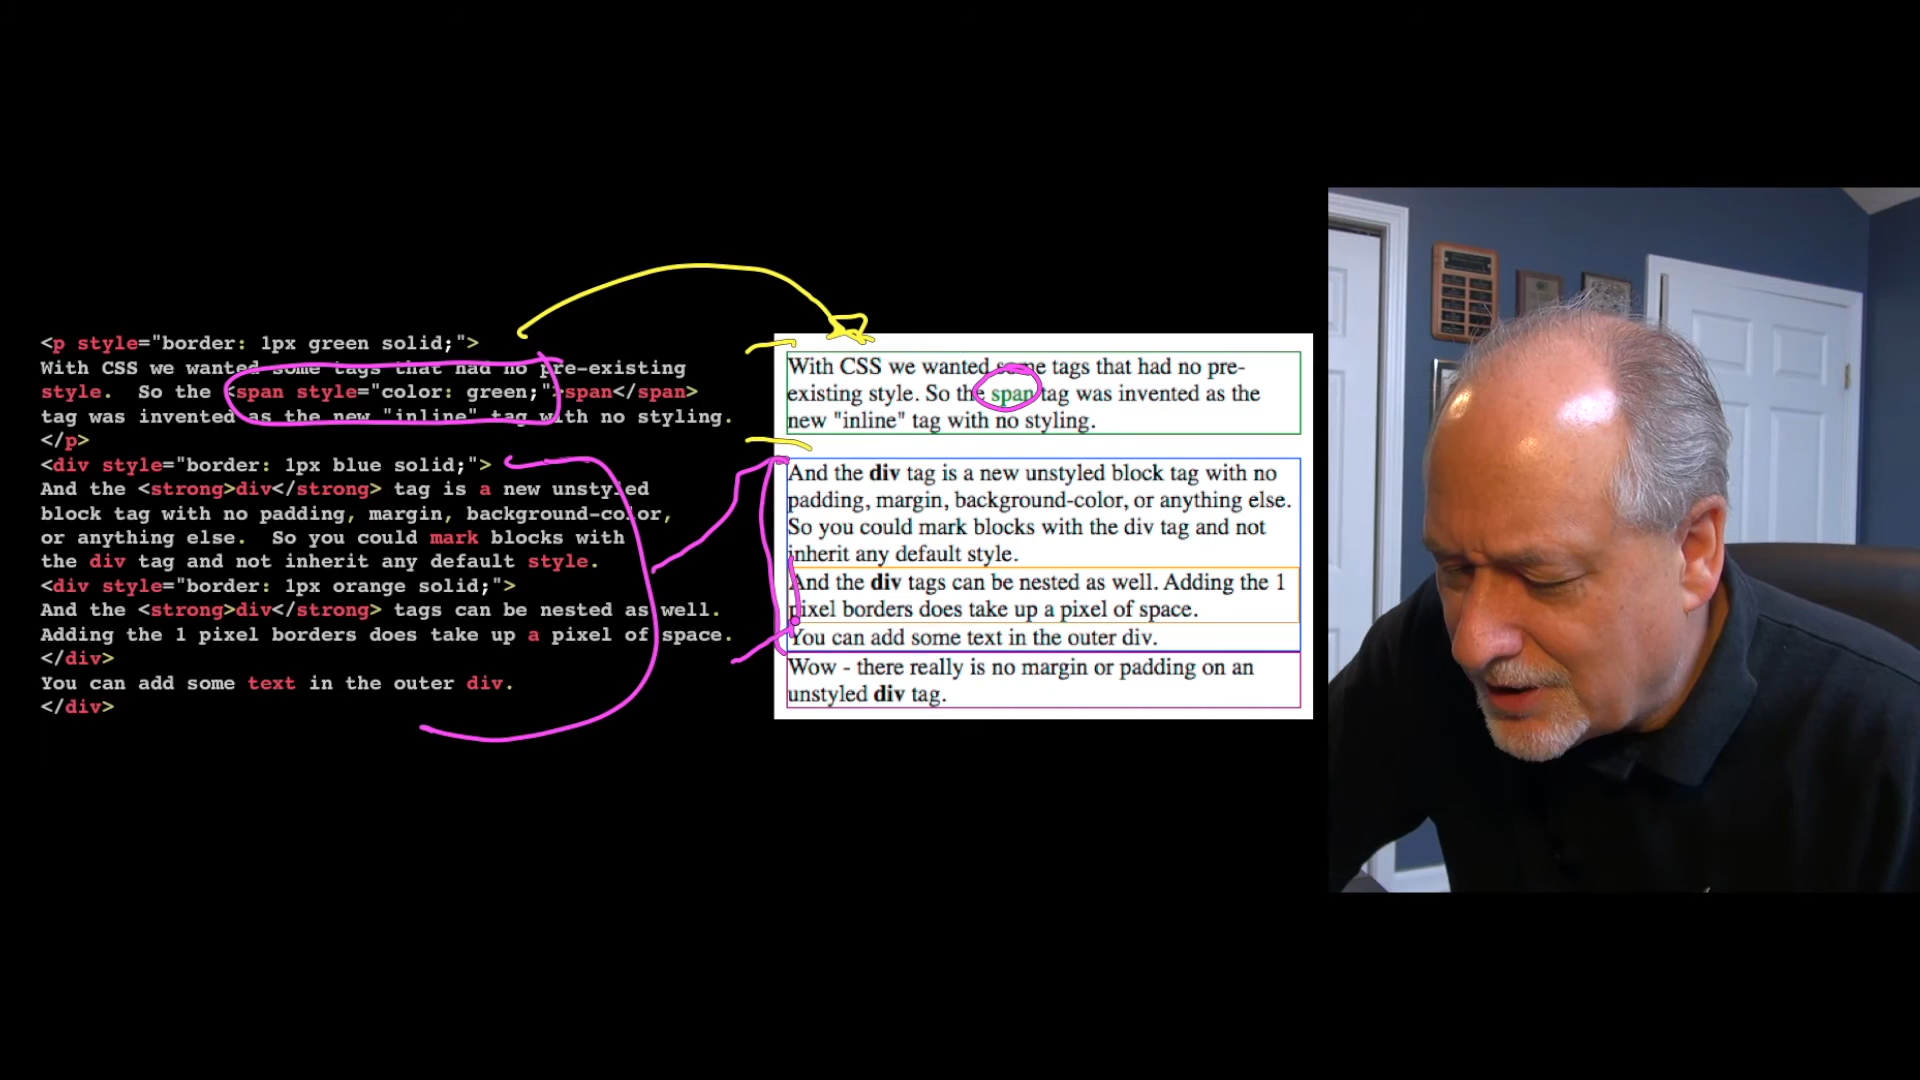 <p style="border: 1px green solid;">
With CSS we wanted some tags that had no pre-existing
style.  So the <span style="color: green;">span</span>
tag was invented as the new "inline" tag with no styling.
</p>
<div style="border: 1px blue solid;">
And the <strong>div</strong> tag is a new unstyled
block tag with no padding, margin, background-color,
or anything else.  So you could mark blocks with
the div tag and not inherit any default style.
<div style="border: 1px orange solid;">
And the <strong>div</strong> tags can be nested as well.
Adding the 1 pixel borders does take up a pixel of space.
</div>
You can add some text in the outer div.
</div>
With CSS we wanted some tags that had no pre-
existing style. So the span tag was invented as the
new "inline" tag with no styling.
And the div tag is a new unstyled block tag with no
padding, margin, background-color, or anything else.
So you could mark blocks with the div tag and not
inherit any default style.
And the div tags can be nested as well. Adding the 1
pixel borders does take up a pixel of space.
You can add some text in the outer div.
Wow - there really is no margin or padding on an
unstyled div tag.